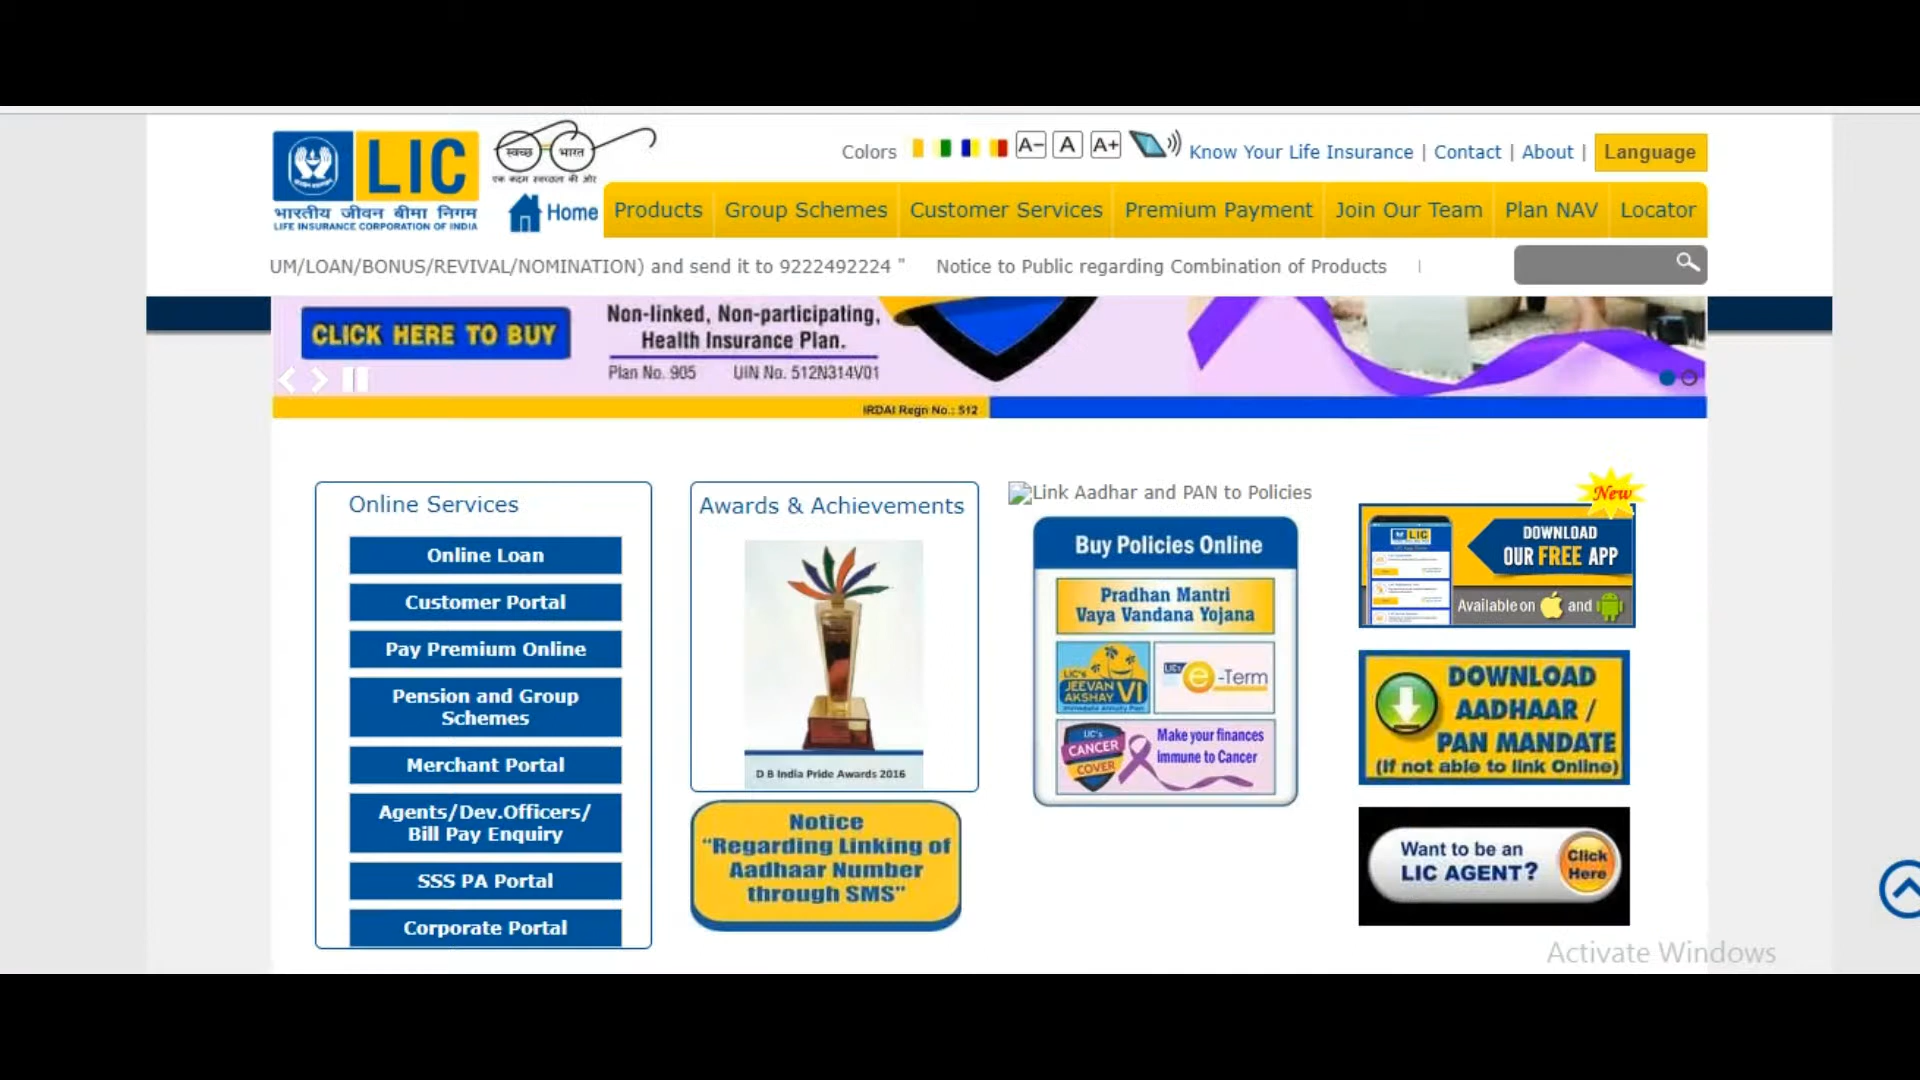 LIC
भारतीय जीवन बीमा निगम
LIFE INSURANCE CORPORATION OF INDIA
स्वच्छ भारत
एक कदम स्वच्छता की ओर
Colors A- A A+ Know Your Life Insurance | Contact | About | Language
Home Products Group Schemes Customer Services Premium Payment Join Our Team Plan NAV Locator
UM/LOAN/BONUS/REVIVAL/NOMINATION) and send it to 9222492224 " Notice to Public regarding Combination of Products
CLICK HERE TO BUY
Non-linked, Non-participating,
Health Insurance Plan.
Plan No. 905 UIN No. 512N314V01
IRDAI Regn No.: 512
Online Services
Online Loan
Customer Portal
Pay Premium Online
Pension and Group
Schemes
Merchant Portal
Agents/Dev.Officers/
Bill Pay Enquiry
SSS PA Portal
Corporate Portal
Awards & Achievements
D B India Pride Awards 2016
Notice
“Regarding Linking of
Aadhaar Number
through SMS”
Link Aadhar and PAN to Policies
Buy Policies Online
Pradhan Mantri
Vaya Vandana Yojana
LIC's
JEEVAN
AKSHAY VI
Immediate Annuity Plan
LIC's e-Term
LIC's
CANCER
COVER
Make your finances
immune to Cancer
New
LIC
DOWNLOAD
OUR FREE APP
Available on and
DOWNLOAD
AADHAAR /
PAN MANDATE
(If not able to link Online)
Want to be an
LIC AGENT?
Click
Here
Activate Windows